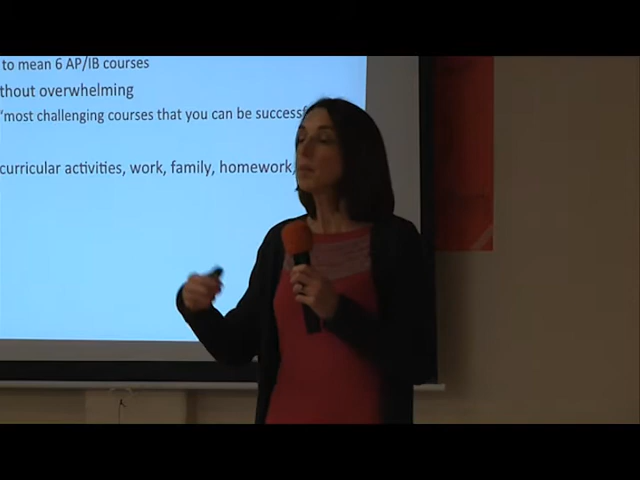 to mean 6 AP/IB courses
thout overwhelming
"most challenging courses that you can be successf
curricular activities, work, family, homework,